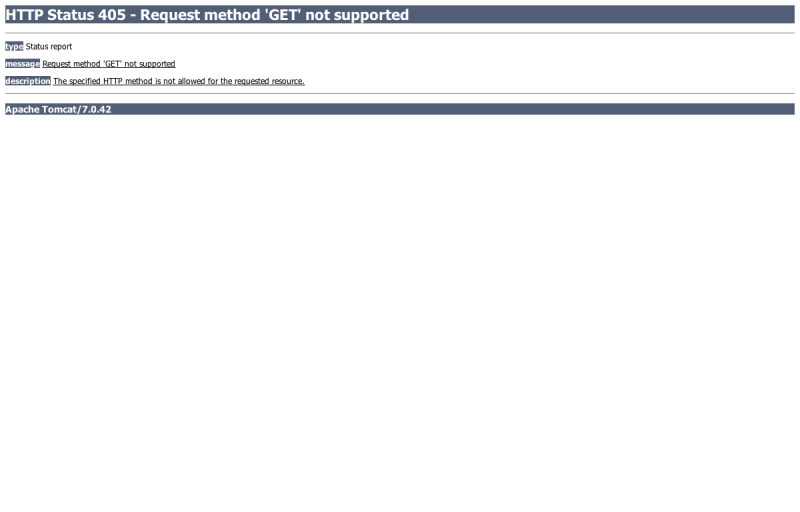 HTTP Status 405 - Request method 'GET' not supported
type Status report
message Request method 'GET' not supported
description The specified HTTP method is not allowed for the requested resource.
Apache Tomcat/7.0.42